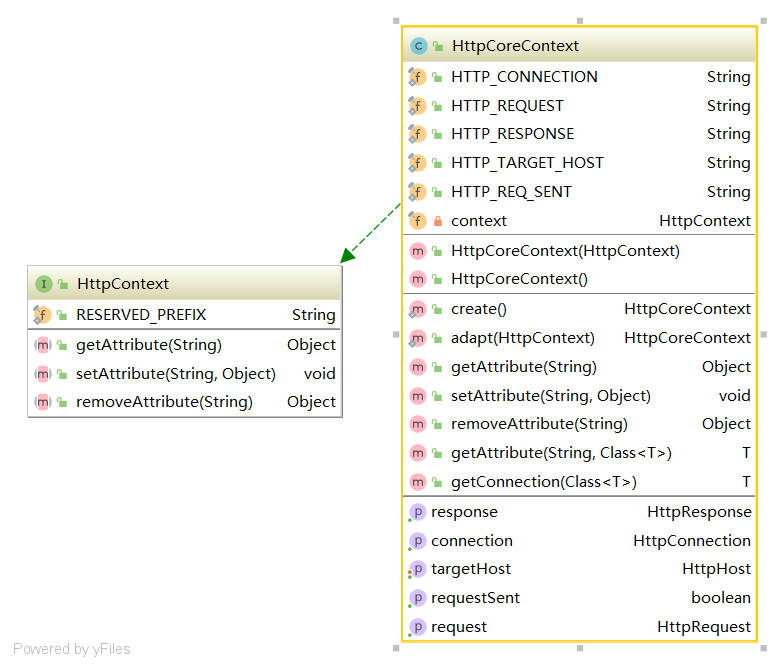 HttpContext
RESERVED_PREFIX String
getAttribute(String) Object
setAttribute(String, Object) void
removeAttribute(String) Object
HttpCoreContext
HTTP_CONNECTION String
HTTP_REQUEST String
HTTP_RESPONSE String
HTTP_TARGET_HOST String
HTTP_REQ_SENT String
context HttpContext
HttpCoreContext(HttpContext)
HttpCoreContext()
create() HttpCoreContext
adapt(HttpContext) HttpCoreContext
getAttribute(String) Object
setAttribute(String, Object) void
removeAttribute(String) Object
getAttribute(String, Class<T>) T
getConnection(Class<T>) T
response HttpResponse
connection HttpConnection
targetHost HttpHost
requestSent boolean
request HttpRequest
Powered by yFiles